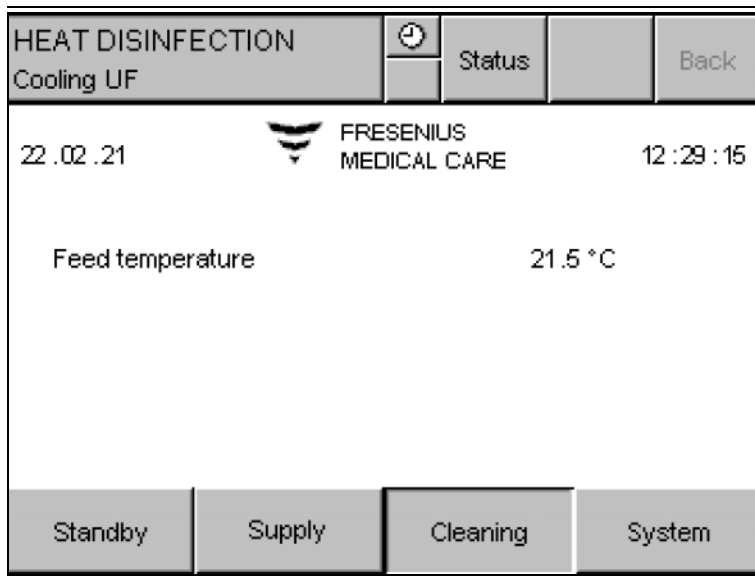 HEAT DISINFECTION
Cooling UF
Status
Back
22.02.21
FRESENIUS
MEDICAL CARE
12:29:15
Feed temperature 21.5 °C
Standby
Supply
Cleaning
System